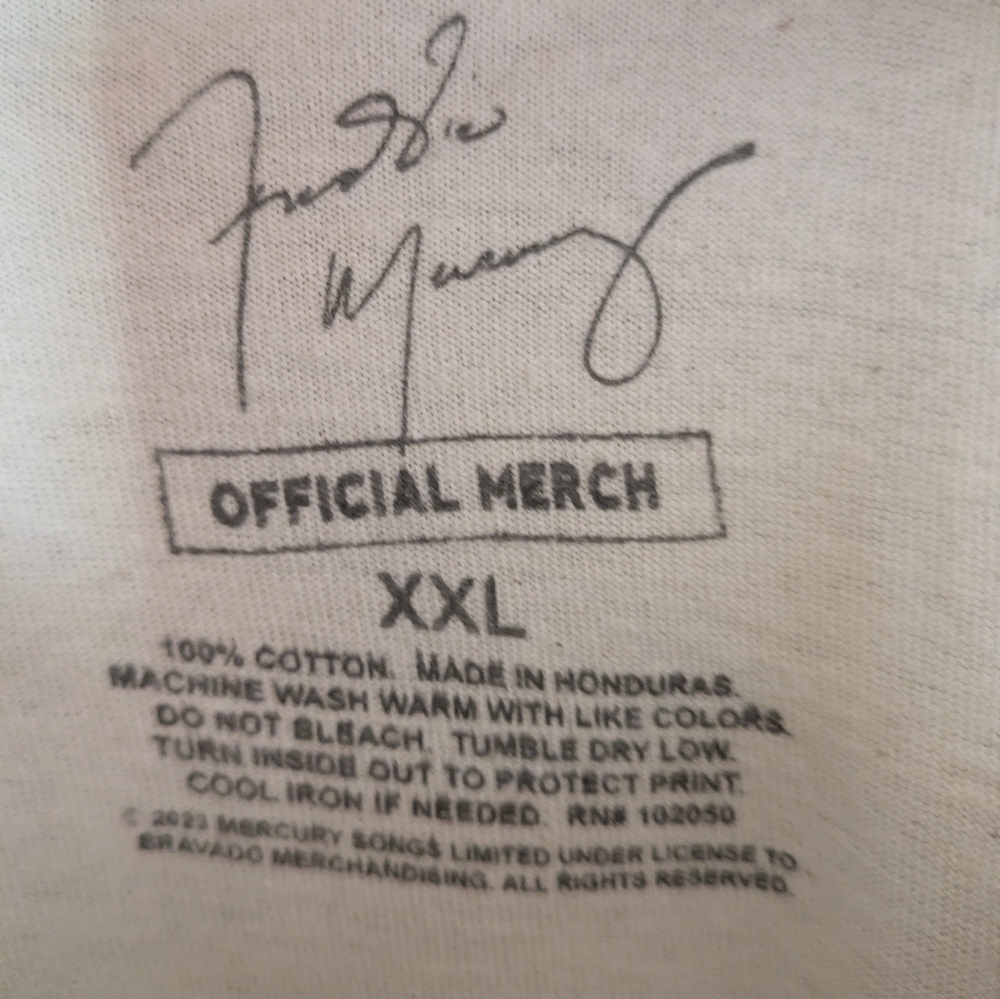 Freddie
Mercury
OFFICIAL MERCH
XXL
100% COTTON. MADE IN HONDURAS.
MACHINE WASH WARM WITH LIKE COLORS.
DO NOT BLEACH. TUMBLE DRY LOW.
TURN INSIDE OUT TO PROTECT PRINT.
COOL IRON IF NEEDED. RN# 102050
© 2023 MERCURY SONGS LIMITED UNDER LICENSE TO
BRAVADO MERCHANDISING. ALL RIGHTS RESERVED.